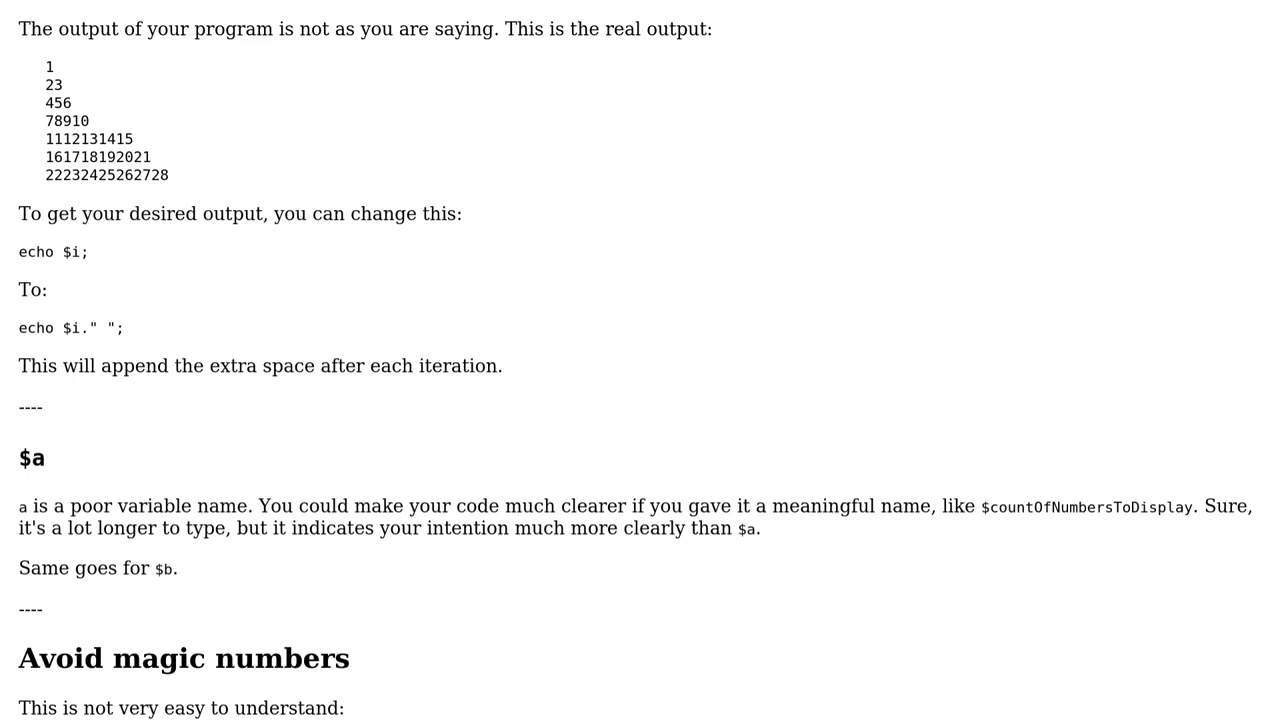 The output of your program is not as you are saying. This is the real output:
1
23
456
78910
1112131415
161718192021
22232425262728
To get your desired output, you can change this:
echo $i;
To:
echo $i." ";
This will append the extra space after each iteration.
----
$a
a is a poor variable name. You could make your code much clearer if you gave it a meaningful name, like $countOfNumbersToDisplay. Sure,
it's a lot longer to type, but it indicates your intention much more clearly than $a.
Same goes for $b.
----
Avoid magic numbers
This is not very easy to understand: